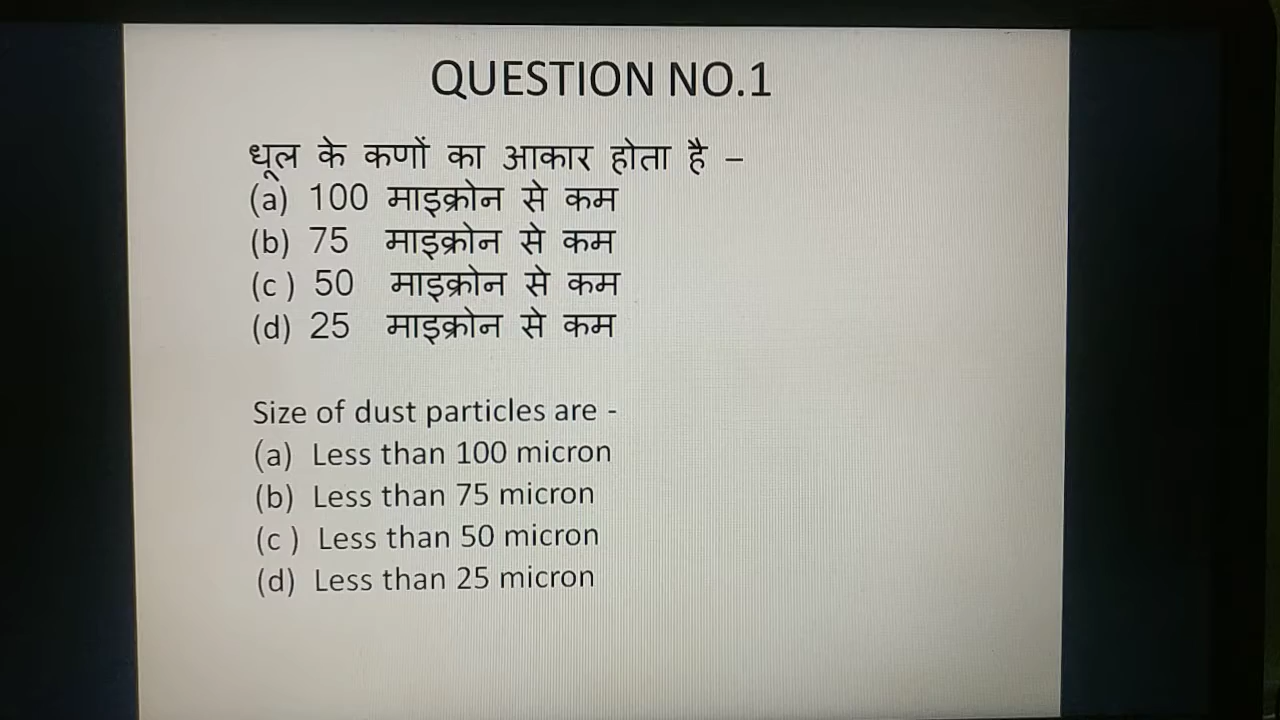 QUESTION NO.1
धूल के कणों का आकार होता है –
(a) 100 माइक्रोन से कम
(b) 75 माइक्रोन से कम
(c ) 50 माइक्रोन से कम
(d) 25 माइक्रोन से कम
Size of dust particles are -
(a) Less than 100 micron
(b) Less than 75 micron
(c ) Less than 50 micron
(d) Less than 25 micron